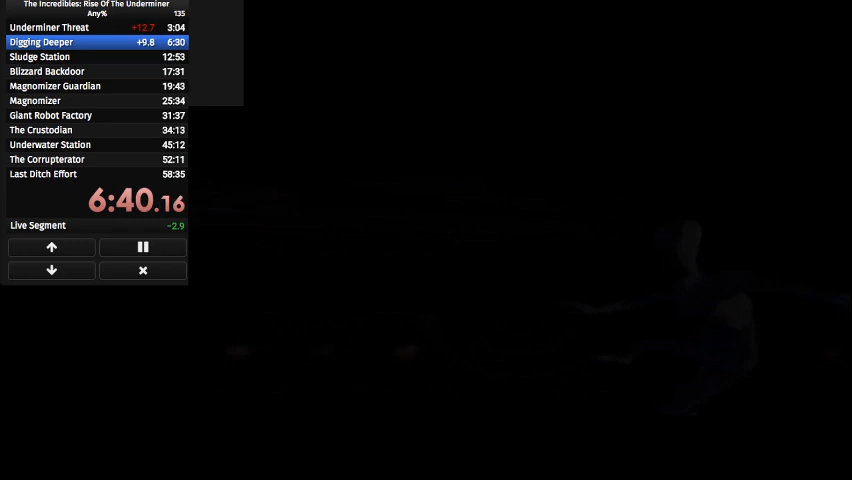 The Incredibles: Rise Of The Underminer
Any% 135
Underminer Threat +12.7 3:04
Digging Deeper +9.8 6:30
Sludge Station 12:53
Blizzard Backdoor 17:31
Magnomizer Guardian 19:43
Magnomizer 25:34
Giant Robot Factory 31:37
The Crustodian 34:13
Underwater Station 45:12
The Corrupterator 52:11
Last Ditch Effort 58:35
6:40.16
Live Segment -2.9